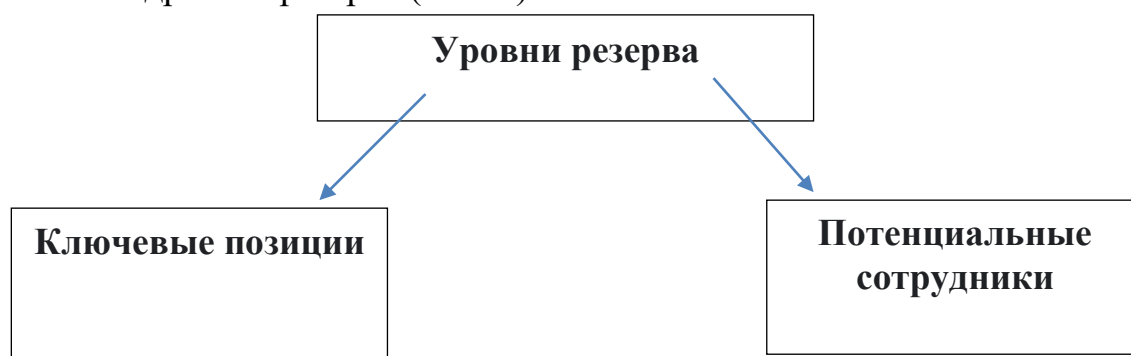 Уровни резерва
Ключевые позиции
Потенциальные
сотрудники